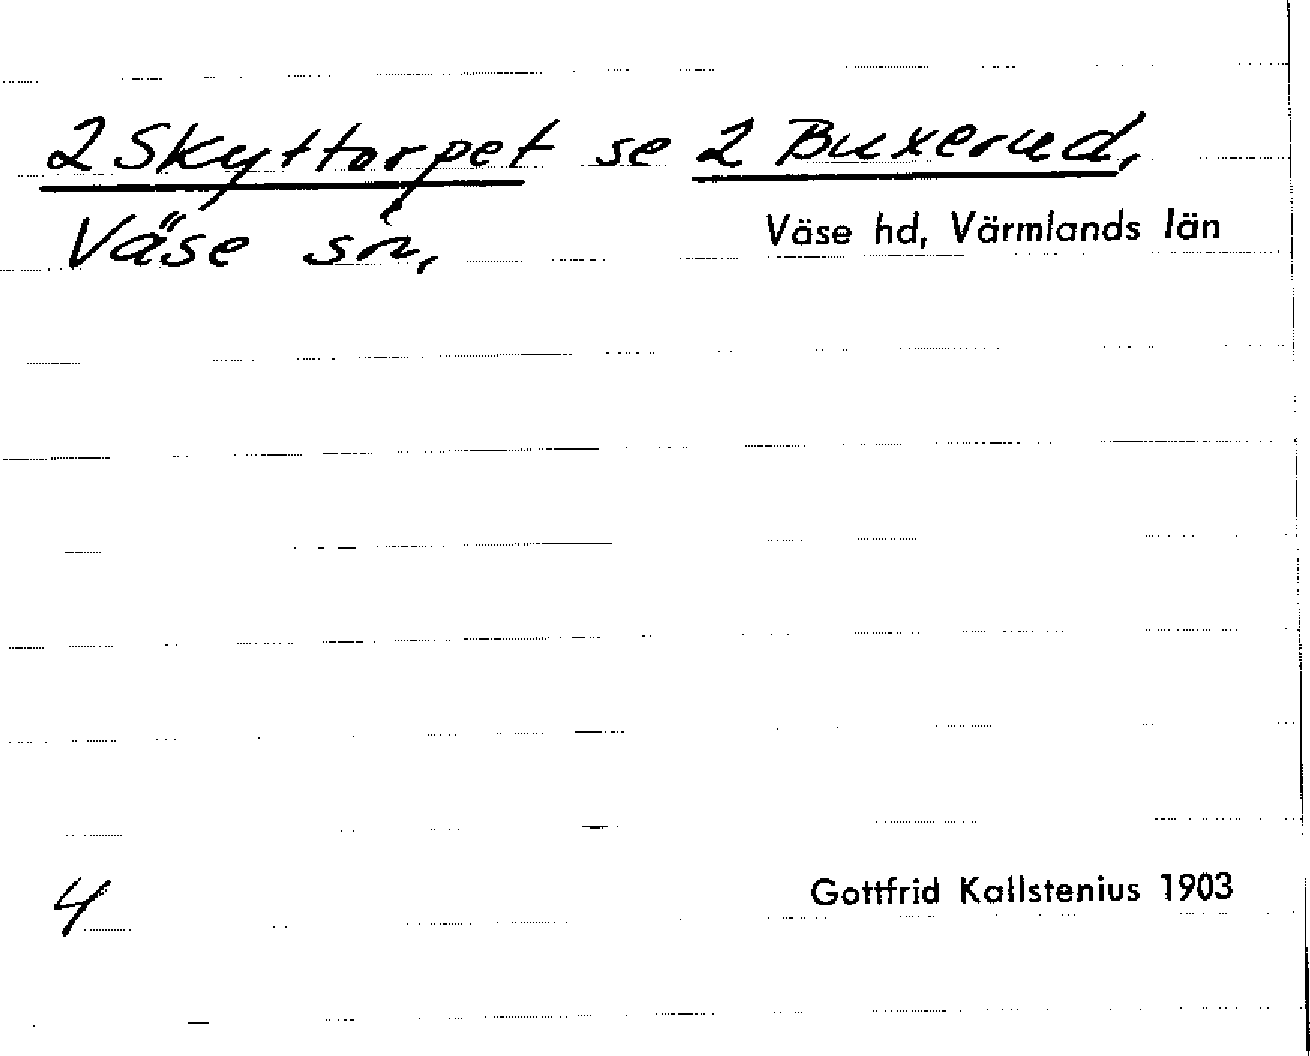 2 Skyttorpet se 2 Buxerud,
Väse sn, Väse hd, Värmlands län
4 Gottfrid Kallstenius 1903